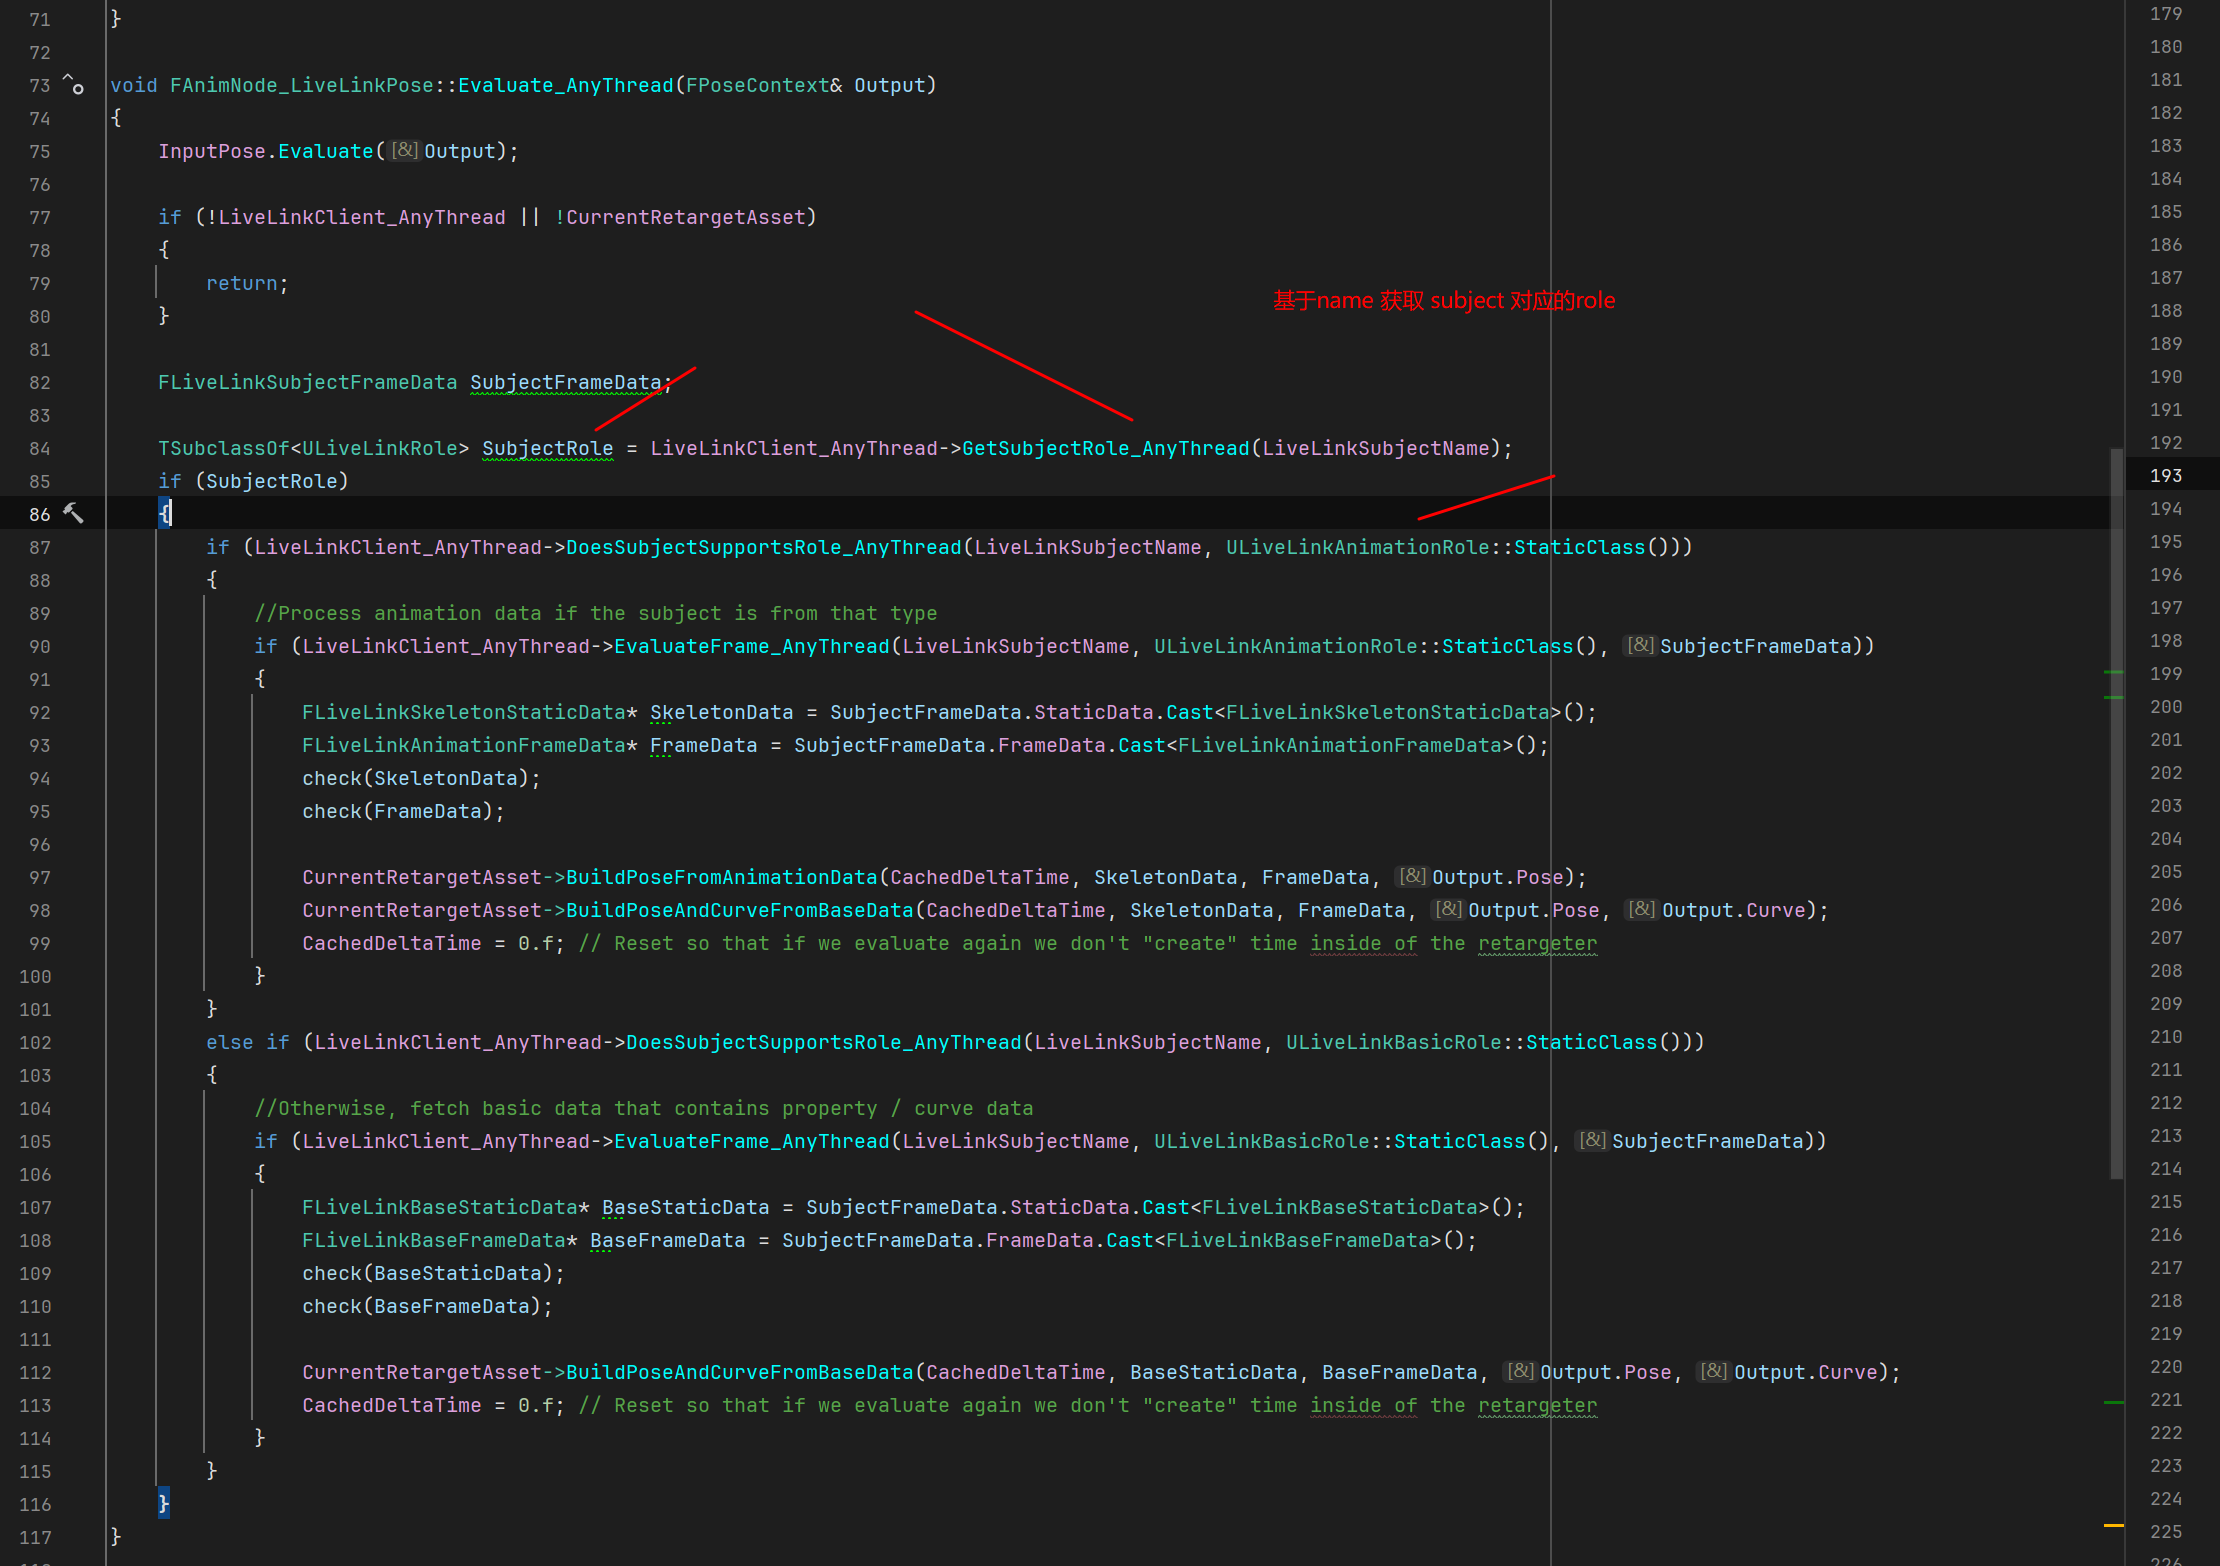 71 }
72
73 void FAnimNode_LiveLinkPose::Evaluate_AnyThread(FPoseContext& Output)
74 {
75 InputPose.Evaluate([&]Output);
76
77 if (!LiveLinkClient_AnyThread || !CurrentRetargetAsset)
78 {
79 return;
80 }
基于name 获取 subject 对应的role
81
82 FLiveLinkSubjectFrameData SubjectFrameData;
83
84 TSubclassOf<ULiveLinkRole> SubjectRole = LiveLinkClient_AnyThread->GetSubjectRole_AnyThread(LiveLinkSubjectName);
85 if (SubjectRole)
86 {
87 if (LiveLinkClient_AnyThread->DoesSubjectSupportsRole_AnyThread(LiveLinkSubjectName, ULiveLinkAnimationRole::StaticClass()))
88 {
89 //Process animation data if the subject is from that type
90 if (LiveLinkClient_AnyThread->EvaluateFrame_AnyThread(LiveLinkSubjectName, ULiveLinkAnimationRole::StaticClass(), [&]SubjectFrameData))
91 {
92 FLiveLinkSkeletonStaticData* SkeletonData = SubjectFrameData.StaticData.Cast<FLiveLinkSkeletonStaticData>();
93 FLiveLinkAnimationFrameData* FrameData = SubjectFrameData.FrameData.Cast<FLiveLinkAnimationFrameData>();
94 check(SkeletonData);
95 check(FrameData);
96
97 CurrentRetargetAsset->BuildPoseFromAnimationData(CachedDeltaTime, SkeletonData, FrameData, [&]Output.Pose);
98 CurrentRetargetAsset->BuildPoseAndCurveFromBaseData(CachedDeltaTime, SkeletonData, FrameData, [&]Output.Pose, [&]Output.Curve);
99 CachedDeltaTime = 0.f; // Reset so that if we evaluate again we don't "create" time inside of the retargeter
100 }
101 }
102 else if (LiveLinkClient_AnyThread->DoesSubjectSupportsRole_AnyThread(LiveLinkSubjectName, ULiveLinkBasicRole::StaticClass()))
103 {
104 //Otherwise, fetch basic data that contains property / curve data
105 if (LiveLinkClient_AnyThread->EvaluateFrame_AnyThread(LiveLinkSubjectName, ULiveLinkBasicRole::StaticClass(), [&]SubjectFrameData))
106 {
107 FLiveLinkBaseStaticData* BaseStaticData = SubjectFrameData.StaticData.Cast<FLiveLinkBaseStaticData>();
108 FLiveLinkBaseFrameData* BaseFrameData = SubjectFrameData.FrameData.Cast<FLiveLinkBaseFrameData>();
109 check(BaseStaticData);
110 check(BaseFrameData);
111
112 CurrentRetargetAsset->BuildPoseAndCurveFromBaseData(CachedDeltaTime, BaseStaticData, BaseFrameData, [&]Output.Pose, [&]Output.Curve);
113 CachedDeltaTime = 0.f; // Reset so that if we evaluate again we don't "create" time inside of the retargeter
114 }
115 }
116 }
117 }
179
180
181
182
183
184
185
186
187
188
189
190
191
192
193
194
195
196
197
198
199
200
201
202
203
204
205
206
207
208
209
210
211
212
213
214
215
216
217
218
219
220
221
222
223
224
225